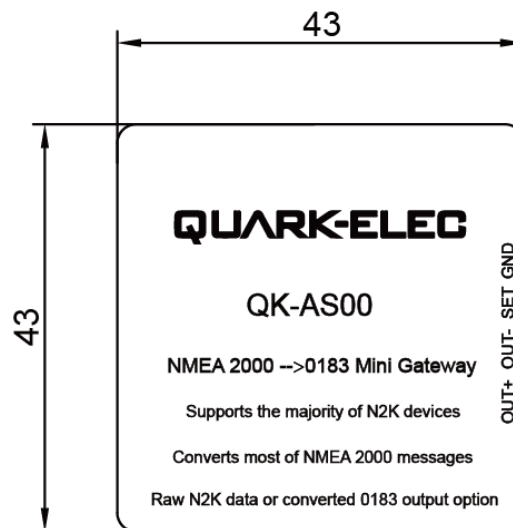 43
43
QUARK-ELEC
QK-AS00
NMEA 2000 -->0183 Mini Gateway
Supports the majority of N2K devices
Converts most of NMEA 2000 messages
Raw N2K data or converted 0183 output option
OUT+ OUT- SET GND